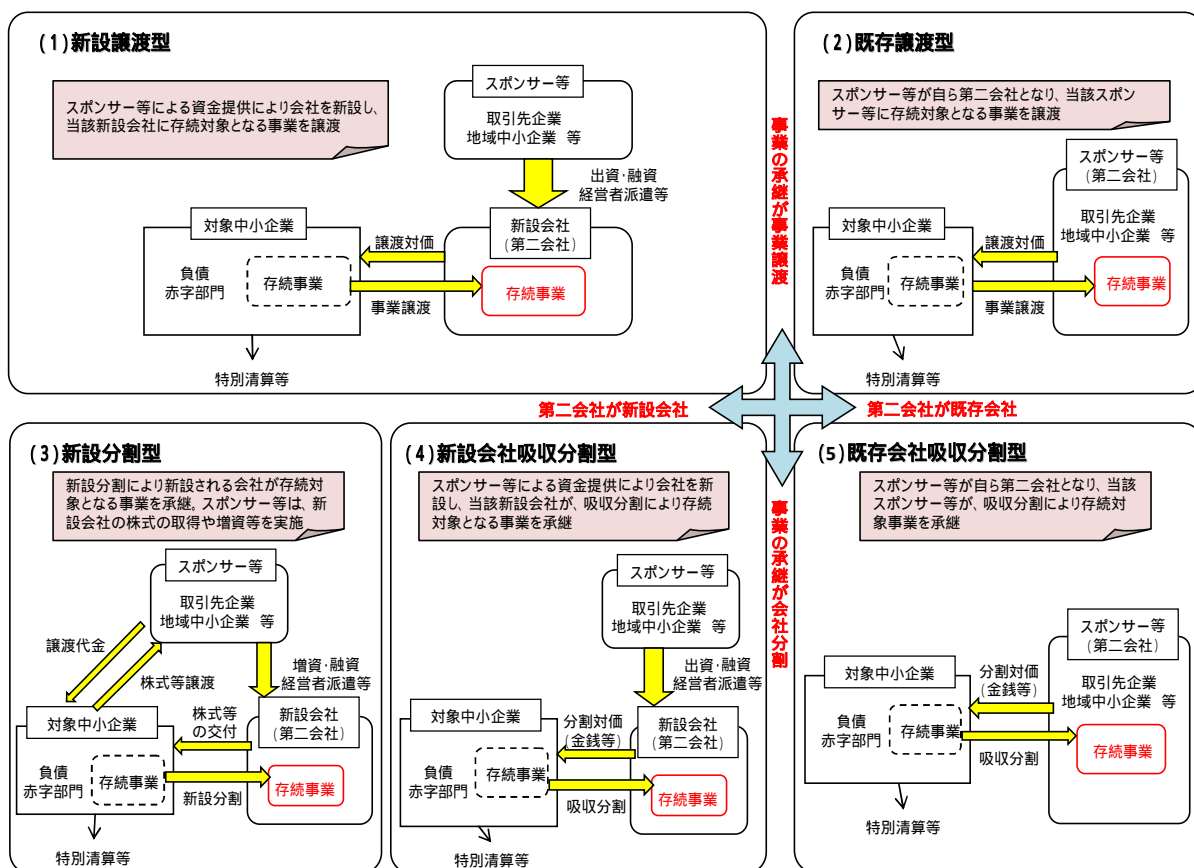 (1)新設譲渡型
スポンサー等による資金提供により会社を新設し、
当該新設会社に存続対象となる事業を譲渡
スポンサー等
取引先企業
地域中小企業 等
出資・融資
経営者派遣等
対象中小企業
新設会社
(第二会社)
譲渡対価
負債
赤字部門
存続事業
存続事業
事業譲渡
特別清算等
事業の承継が事業譲渡
(2)既存譲渡型
スポンサー等が自ら第二会社となり、当該スポン
サー等に存続対象となる事業を譲渡
スポンサー等
(第二会社)
対象中小企業
取引先企業
地域中小企業 等
譲渡対価
負債
赤字部門
存続事業
存続事業
事業譲渡
特別清算等
第二会社が新設会社
第二会社が既存会社
(3)新設分割型
新設分割により新設される会社が存続対
象となる事業を承継。スポンサー等は、新
設会社の株式の取得や増資等を実施
スポンサー等
取引先企業
地域中小企業 等
譲渡代金
株式等譲渡
増資・融資
経営者派遣等
対象中小企業
株式等
の交付
新設会社
(第二会社)
負債
赤字部門
存続事業
存続事業
新設分割
特別清算等
(4)新設会社吸収分割型
スポンサー等による資金提供により会社を新
設し、当該新設会社が、吸収分割により存続
対象となる事業を承継
スポンサー等
取引先企業
地域中小企業 等
出資・融資
経営者派遣等
対象中小企業
分割対価
(金銭等)
新設会社
(第二会社)
負債
赤字部門
存続事業
存続事業
吸収分割
特別清算等
事業の承継が会社分割
(5)既存会社吸収分割型
スポンサー等が自ら第二会社となり、当該
スポンサー等が、吸収分割により存続対
象事業を承継
スポンサー等
(第二会社)
対象中小企業
分割対価
(金銭等)
取引先企業
地域中小企業 等
負債
赤字部門
存続事業
存続事業
吸収分割
特別清算等